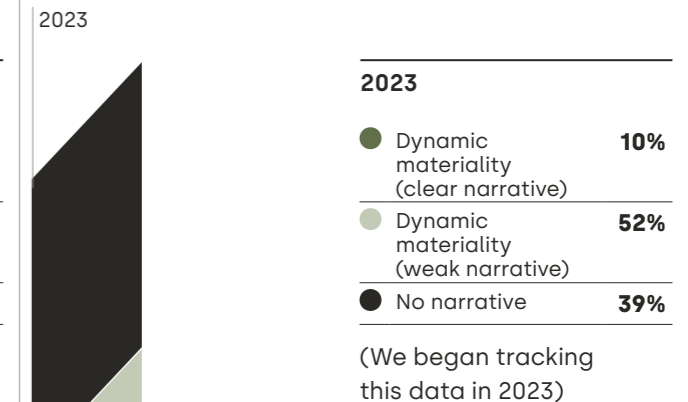 2023
2023
Dynamic
materiality
(clear narrative)
10%
Dynamic
materiality
(weak narrative)
52%
No narrative
39%
(We began tracking
this data in 2023)